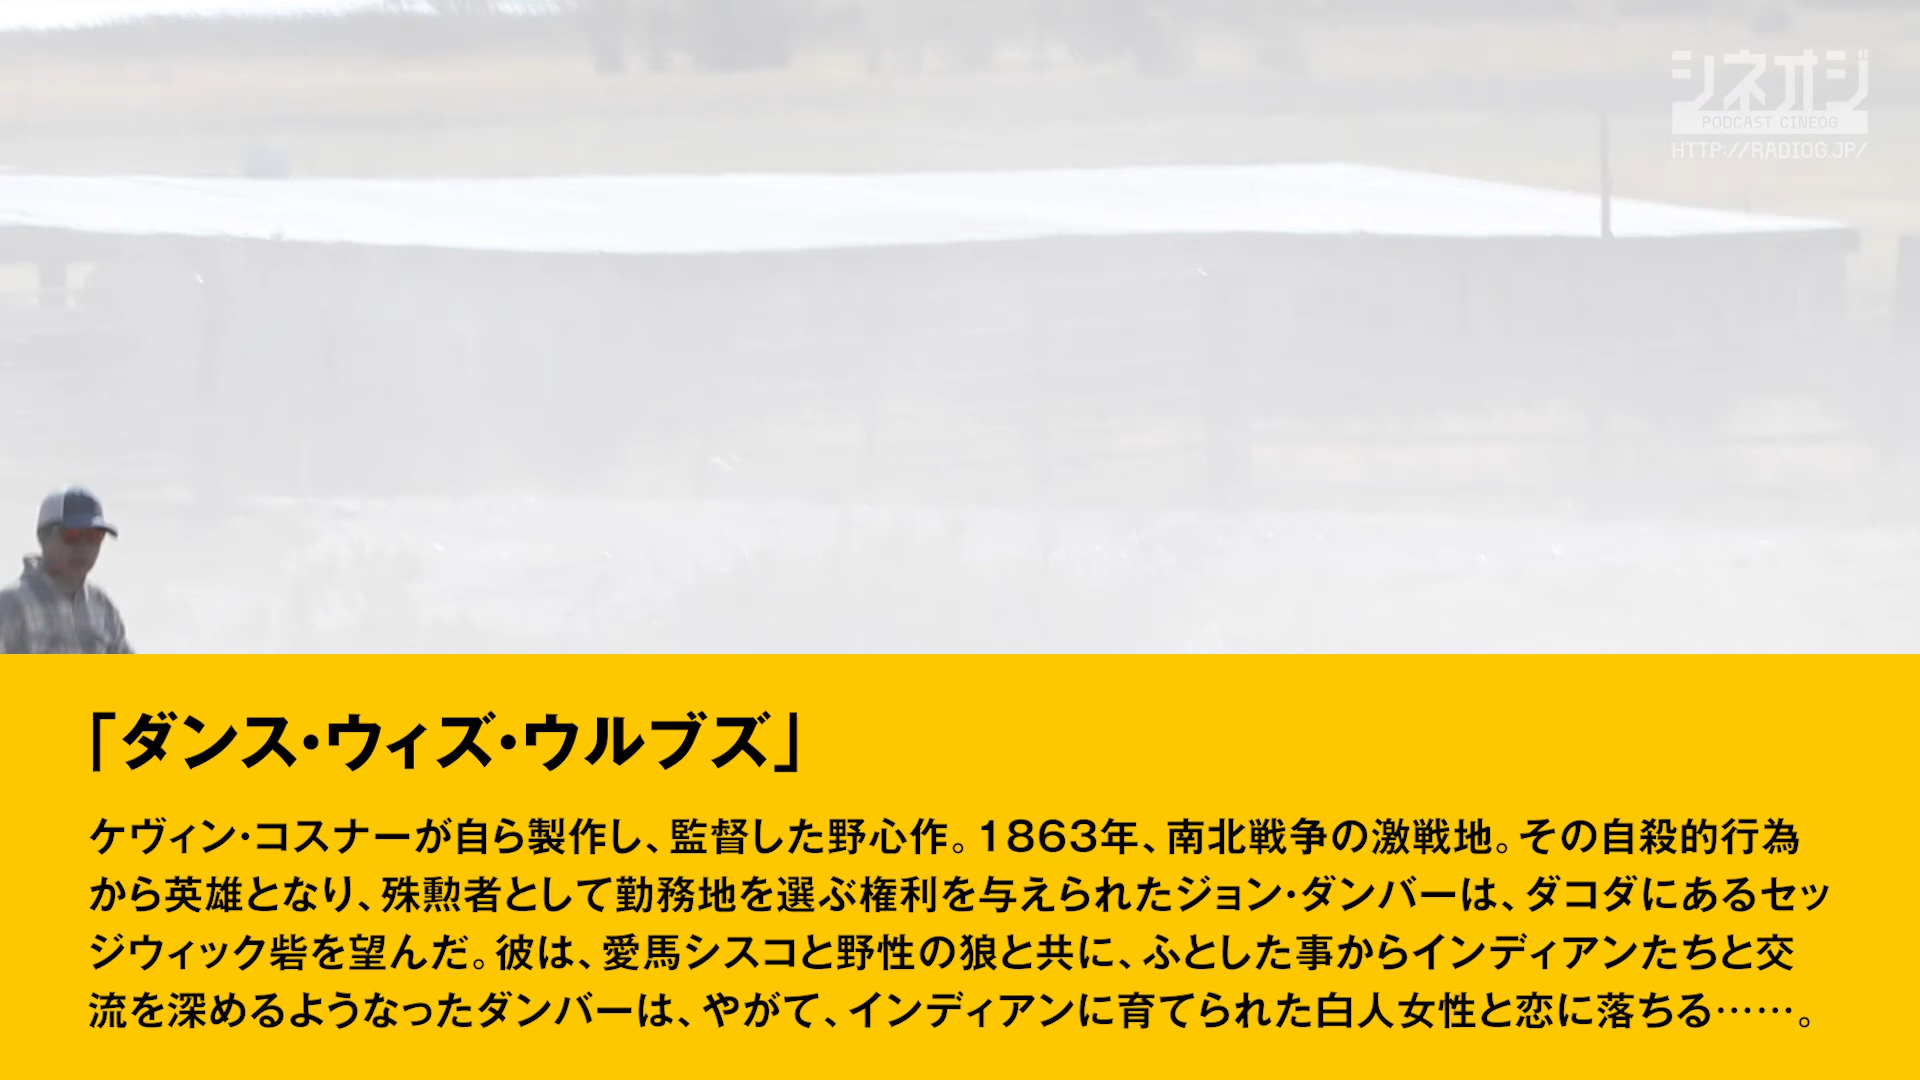 シネオジ
PODCAST CINEOG
HTTP://RADIOG.JP/
「ダンス・ウィズ・ウルブズ」
ケヴィン・コスナーが自ら製作し、監督した野心作。1863年、南北戦争の激戦地。その自殺的行為
から英雄となり、殊勲者として勤務地を選ぶ権利を与えられたジョン・ダンバーは、ダコダにあるセッ
ジウィック砦を望んだ。彼は、愛馬シスコと野性の狼と共に、ふとした事からインディアンたちと交
流を深めるようなったダンバーは、やがて、インディアンに育てられた白人女性と恋に落ちる……。